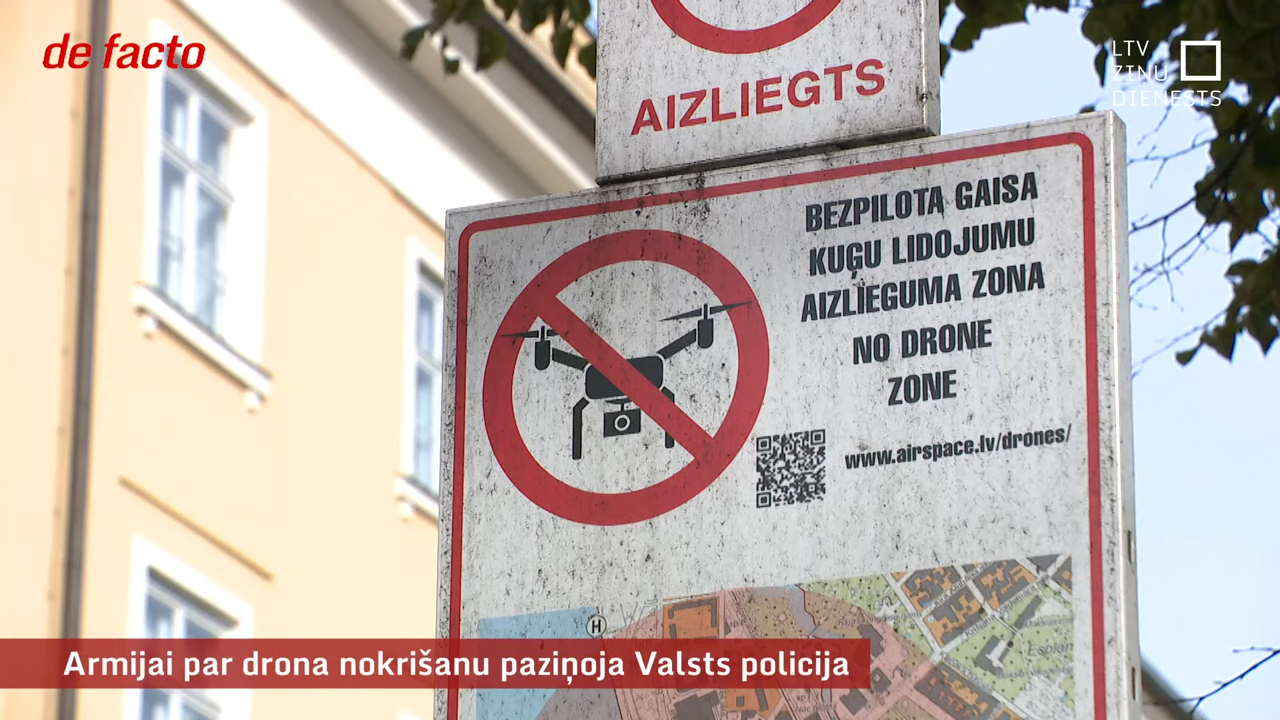 de facto
LTV
ZIŅU
DIENESTS
AIZLIEGTS
BEZPILOTA GAISA
KUĢU LIDOJUMU
AIZLIEGUMA ZONA
NO DRONE
ZONE
www.airspace.lv/drones/
H
Armijai par drona nokrišanu paziņoja Valsts policija